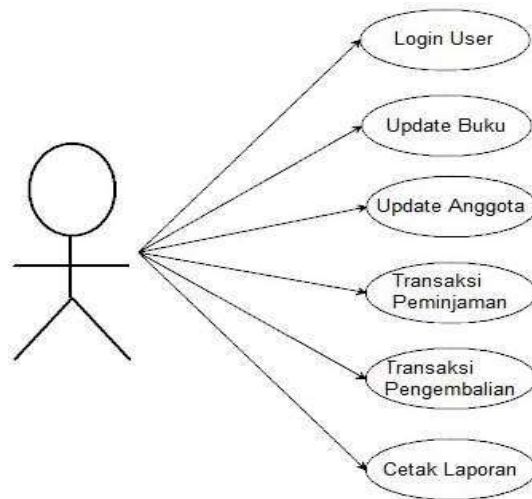 Login User
Update Buku
Update Anggota
Transaksi
Peminjaman
Transaksi
Pengembalian
Cetak Laporan